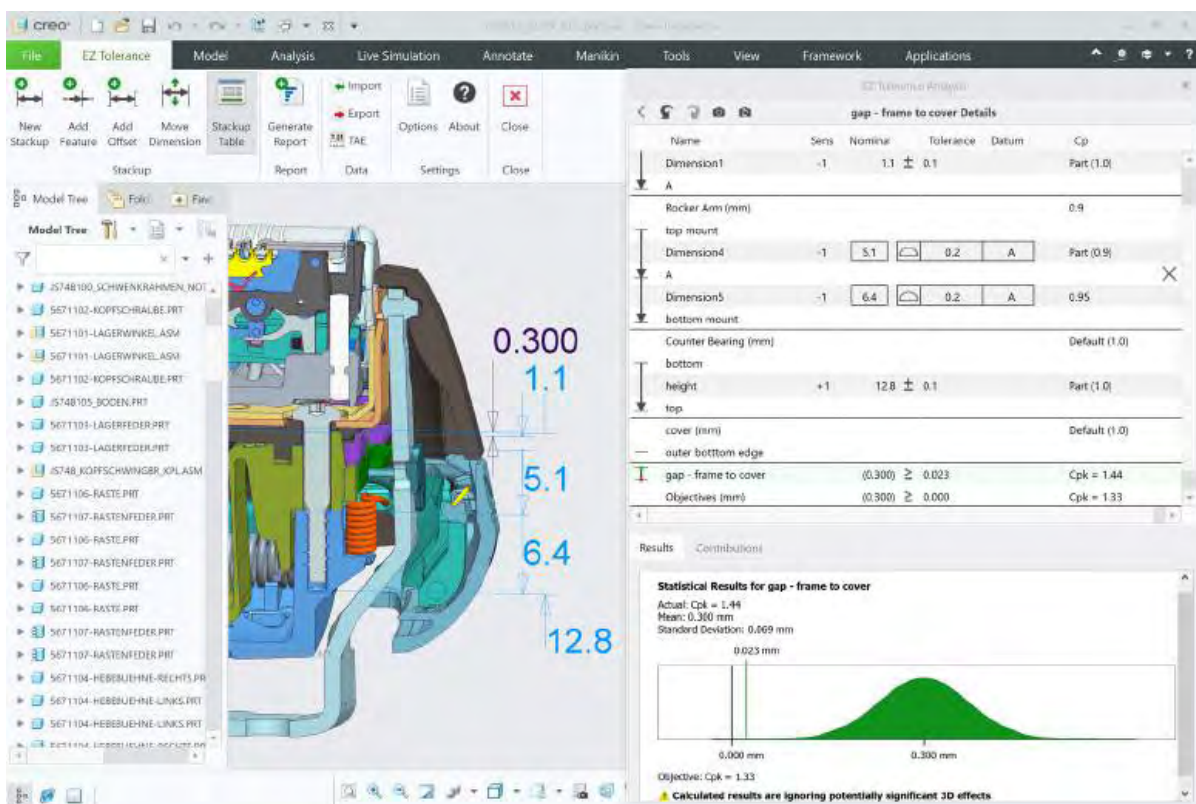 creo
File EZ Tolerance Model Analysis Live Simulation Annotate Manikin Tools View Framework Applications
New Stackup
Add Feature
Add Offset
Move Dimension
Stackup Table
Generate Report
Import
Export
TAE
Options
About
Close
Stackup Report Data Settings Close
Model Tree
Model Tree
JS748100_SCHWENKRAHMEN_NOT
5671102-KOPFSCHRALBE.PRT
5671101-LAGERWINKEL.ASM
5671101-LAGERWINKEL.ASM
5671102-KOPFSCHRALBE.PRT
JS748105_BODEN.PRT
5671103-LAGERFEDER.PRT
5671103-LAGERFEDER.PRT
JS748_KOPFSCHWINGBR_KPL.ASM
5671106-RASTE.PRT
5671107-RASTENFEDER.PRT
5671106-RASTE.PRT
5671107-RASTENFEDER.PRT
5671106-RASTE.PRT
5671106-RASTE.PRT
5671107-RASTENFEDER.PRT
5671107-RASTENFEDER.PRT
5671104-HEBEBUEHNE-RECHTS.PR
5671104-HEBEBUEHNE-LINKS.PRT
5671104-HEBEBUEHNE-LINKS.PRT
0.300
1.1
5.1
6.4
12.8
EZ Tolerance Analysis
gap - frame to cover Details
Name Sens Nominal Tolerance Datum Cp
Dimension1 -1 1.1 ± 0.1 Part (1.0)
A
Rocker Arm (mm) 0.9
top mount
Dimension4 -1 5.1 0.2 A Part (0.9)
A
Dimension5 -1 6.4 0.2 A 0.95
bottom mount
Counter Bearing (mm) Default (1.0)
bottom
height +1 12.8 ± 0.1 Part (1.0)
top
cover (mm) Default (1.0)
outer botttom edge
gap - frame to cover (0.300) ≥ 0.023 Cpk = 1.44
Objectives (mm) (0.300) ≥ 0.000 Cpk = 1.33
Results Contributions
Statistical Results for gap - frame to cover
Actual: Cpk = 1.44
Mean: 0.300 mm
Standard Deviation: 0.069 mm
0.023 mm
0.000 mm 0.300 mm
Objective: Cpk = 1.33
Calculated results are ignoring potentially significant 3D effects